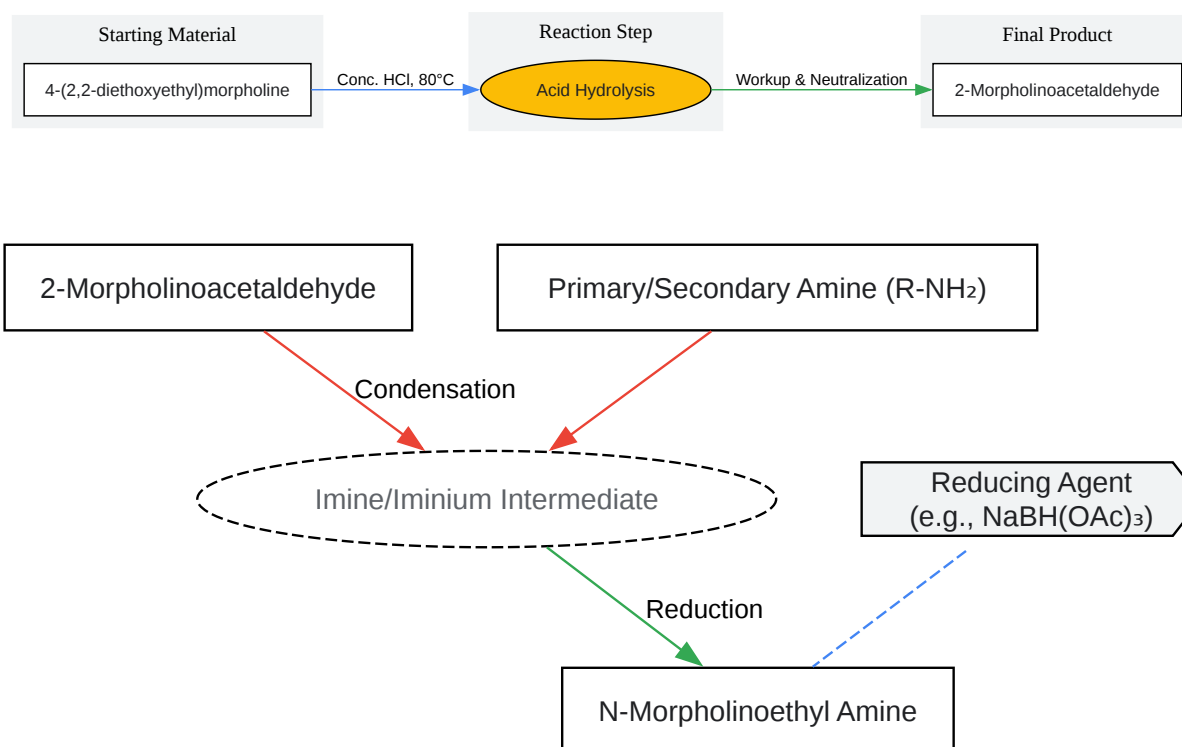 Starting Material
Reaction Step
Final Product
4-(2,2-diethoxyethyl)morpholine
Conc. HCl, 80°C
Acid Hydrolysis
Workup & Neutralization
2-Morpholinoacetaldehyde
2-Morpholinoacetaldehyde
Primary/Secondary Amine (R-NH₂)
Condensation
Imine/Iminium Intermediate
Reducing Agent
(e.g., NaBH(OAc)₃)
Reduction
N-Morpholinoethyl Amine